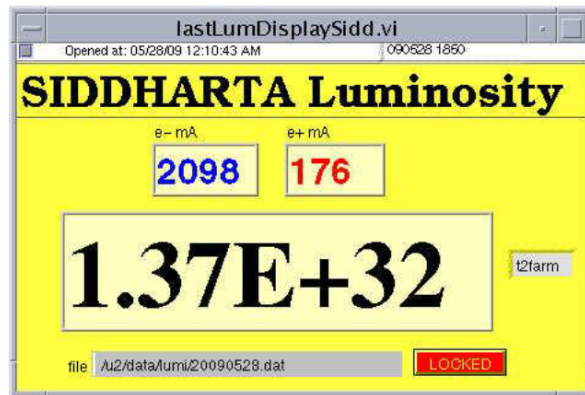 lastLumDisplaySidd.vi
Opened at: 05/28/09 12:10:43 AM 090528 1850
SIDDHARTA Luminosity
e- mA e+ mA
2098 176
1.37E+32
t2farm
file /u2/data/lumi/20090528.dat LOCKED